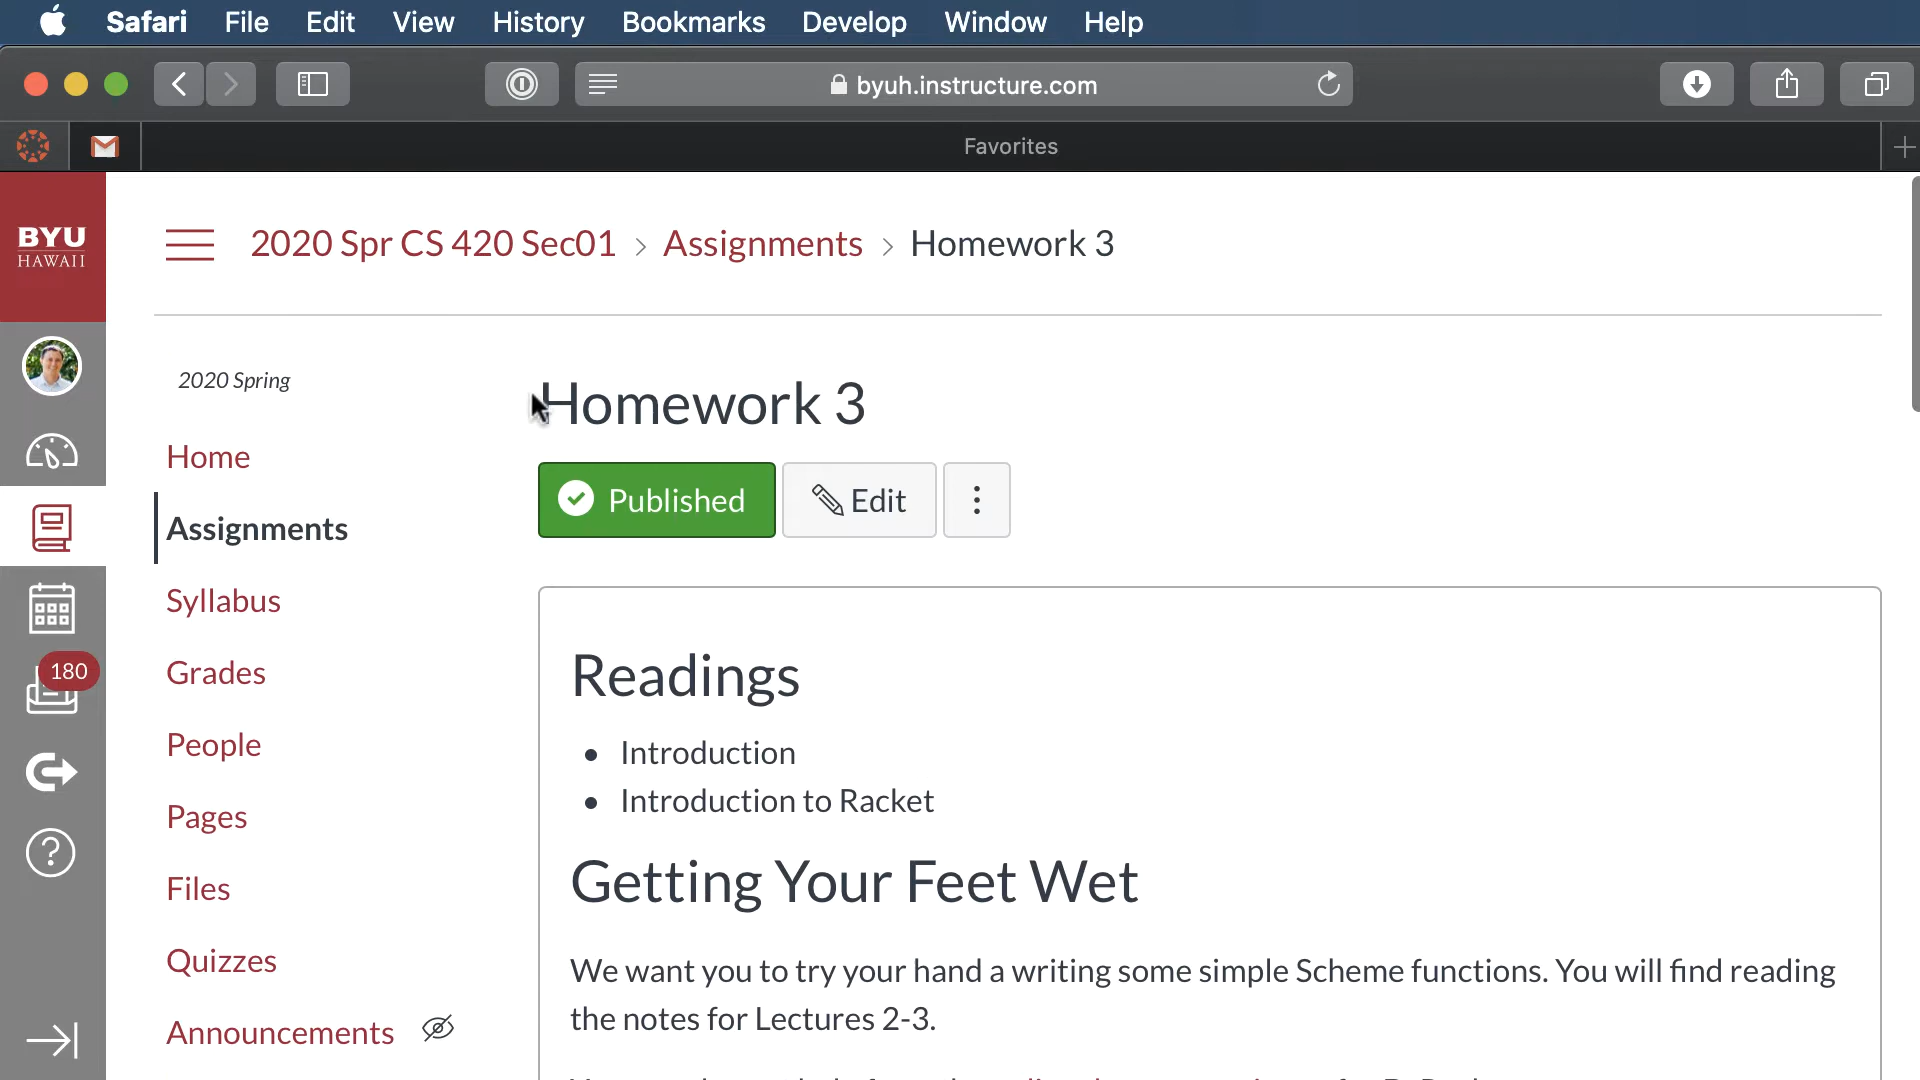 Safari File Edit View History Bookmarks Develop Window Help
byuh.instructure.com
Favorites
BYU
HAWAII
2020 Spr CS 420 Sec01 > Assignments > Homework 3
2020 Spring
Home
Assignments
Syllabus
180
Grades
People
Pages
Files
Quizzes
Announcements
Homework 3
Published Edit
Readings
• Introduction
• Introduction to Racket
Getting Your Feet Wet
We want you to try your hand a writing some simple Scheme functions. You will find reading
the notes for Lectures 2-3.